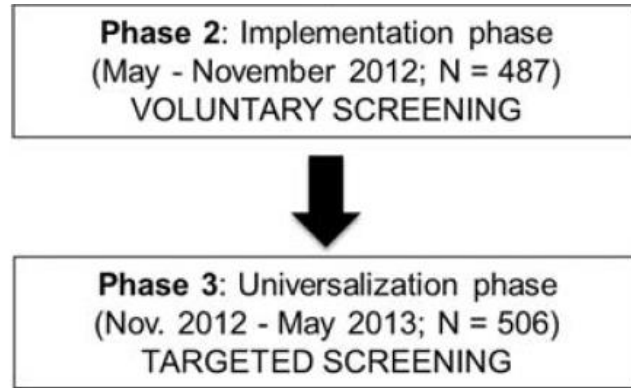 Phase 2: Implementation phase
(May - November 2012; N = 487)
VOLUNTARY SCREENING
Phase 3: Universalization phase
(Nov. 2012 - May 2013; N = 506)
TARGETED SCREENING